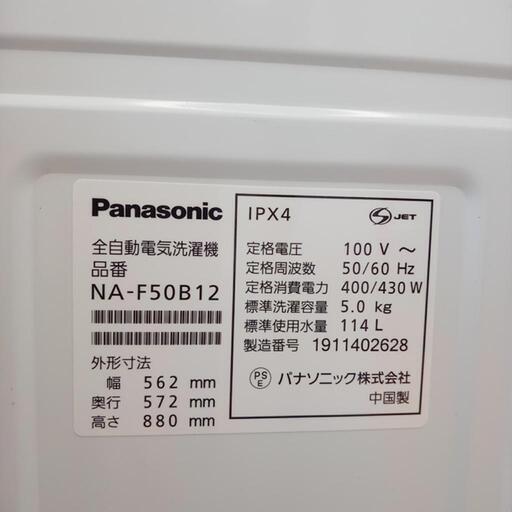 Panasonic
全自動電気洗濯機
品番
NA-F50B12
外形寸法
幅 562 mm
奥行 572 mm
高さ 880 mm
IPX4
S JET
定格電圧 100 V ～
定格周波数 50/60 Hz
定格消費電力 400/430 W
標準洗濯容量 5.0 kg
標準使用水量 114 L
製造番号 1911402628
PSE パナソニック株式会社
中国製